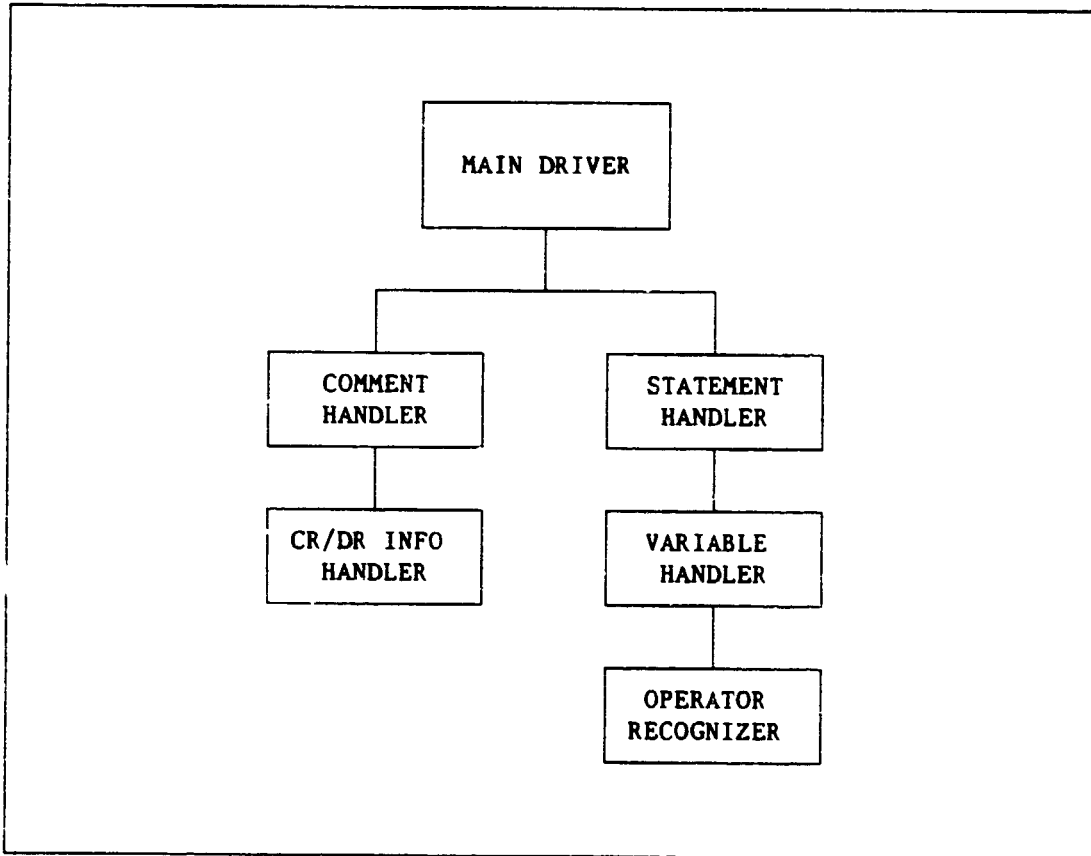 MAIN DRIVER
COMMENT
HANDLER
STATEMENT
HANDLER
CR/DR INFO
HANDLER
VARIABLE
HANDLER
OPERATOR
RECOGNIZER